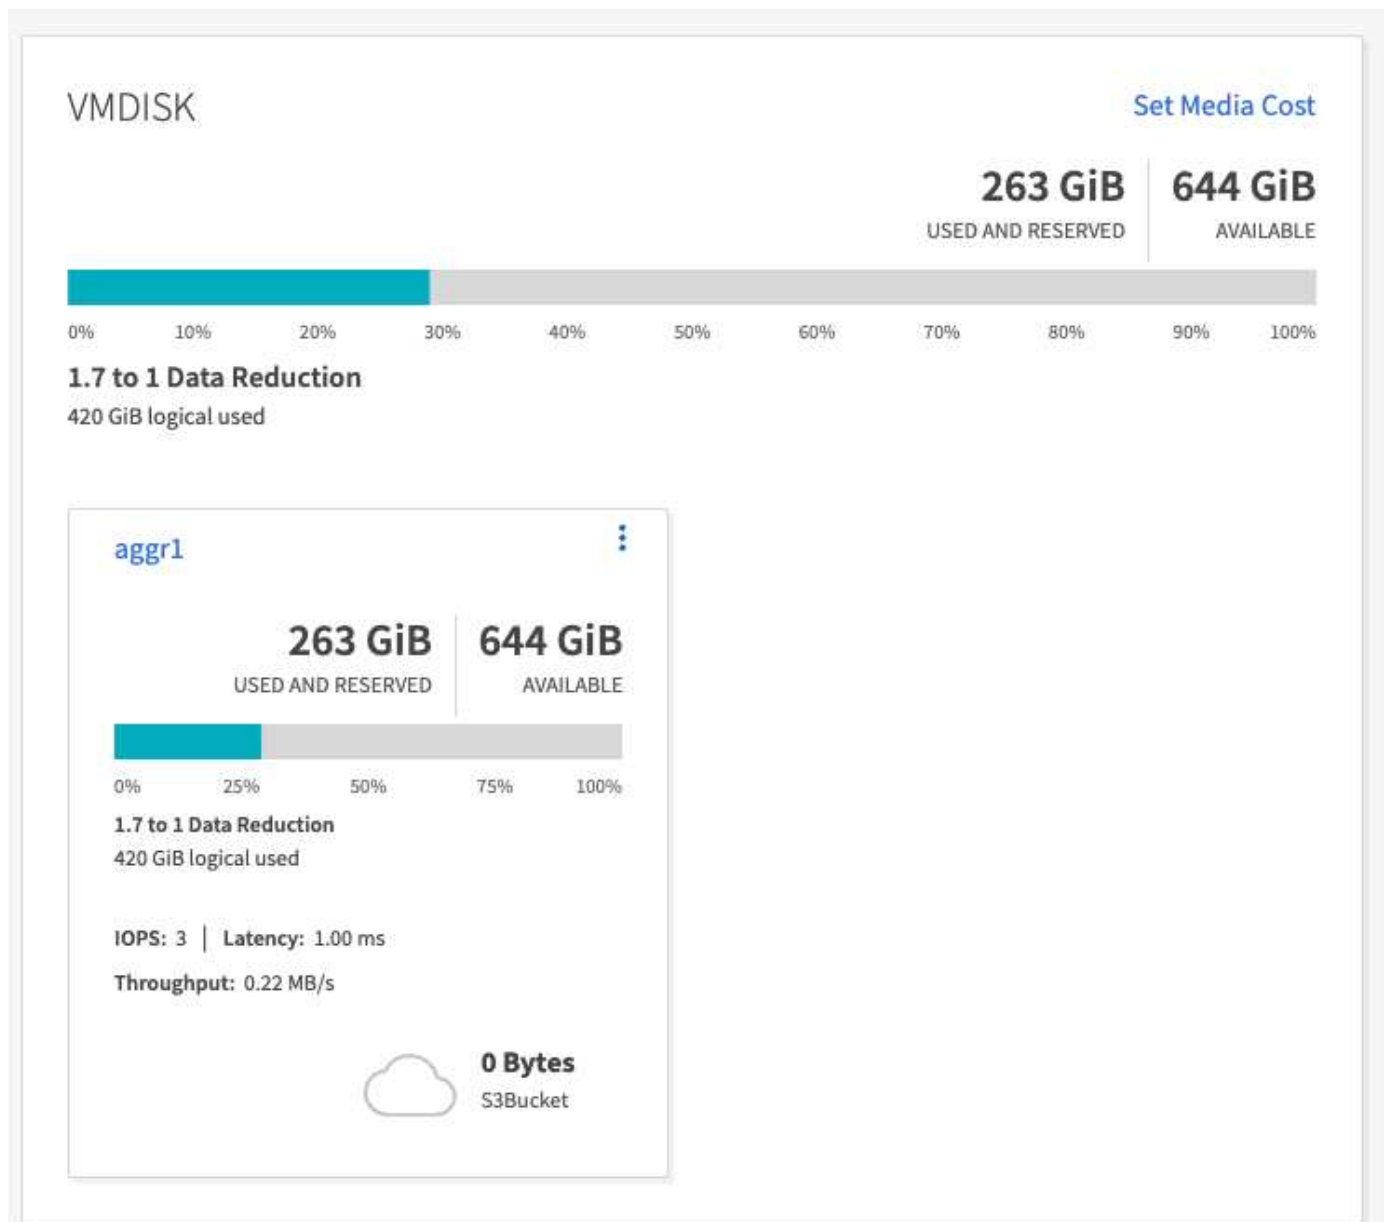 VMDISK
Set Media Cost
263 GiB
644 GiB
USED AND RESERVED
AVAILABLE
0% 10% 20% 30% 40% 50% 60% 70% 80% 90% 100%
1.7 to 1 Data Reduction
420 GiB logical used
aggr1
263 GiB
644 GiB
USED AND RESERVED
AVAILABLE
0% 25% 50% 75% 100%
1.7 to 1 Data Reduction
420 GiB logical used
IOPS: 3 | Latency: 1.00 ms
Throughput: 0.22 MB/s
0 Bytes
S3Bucket